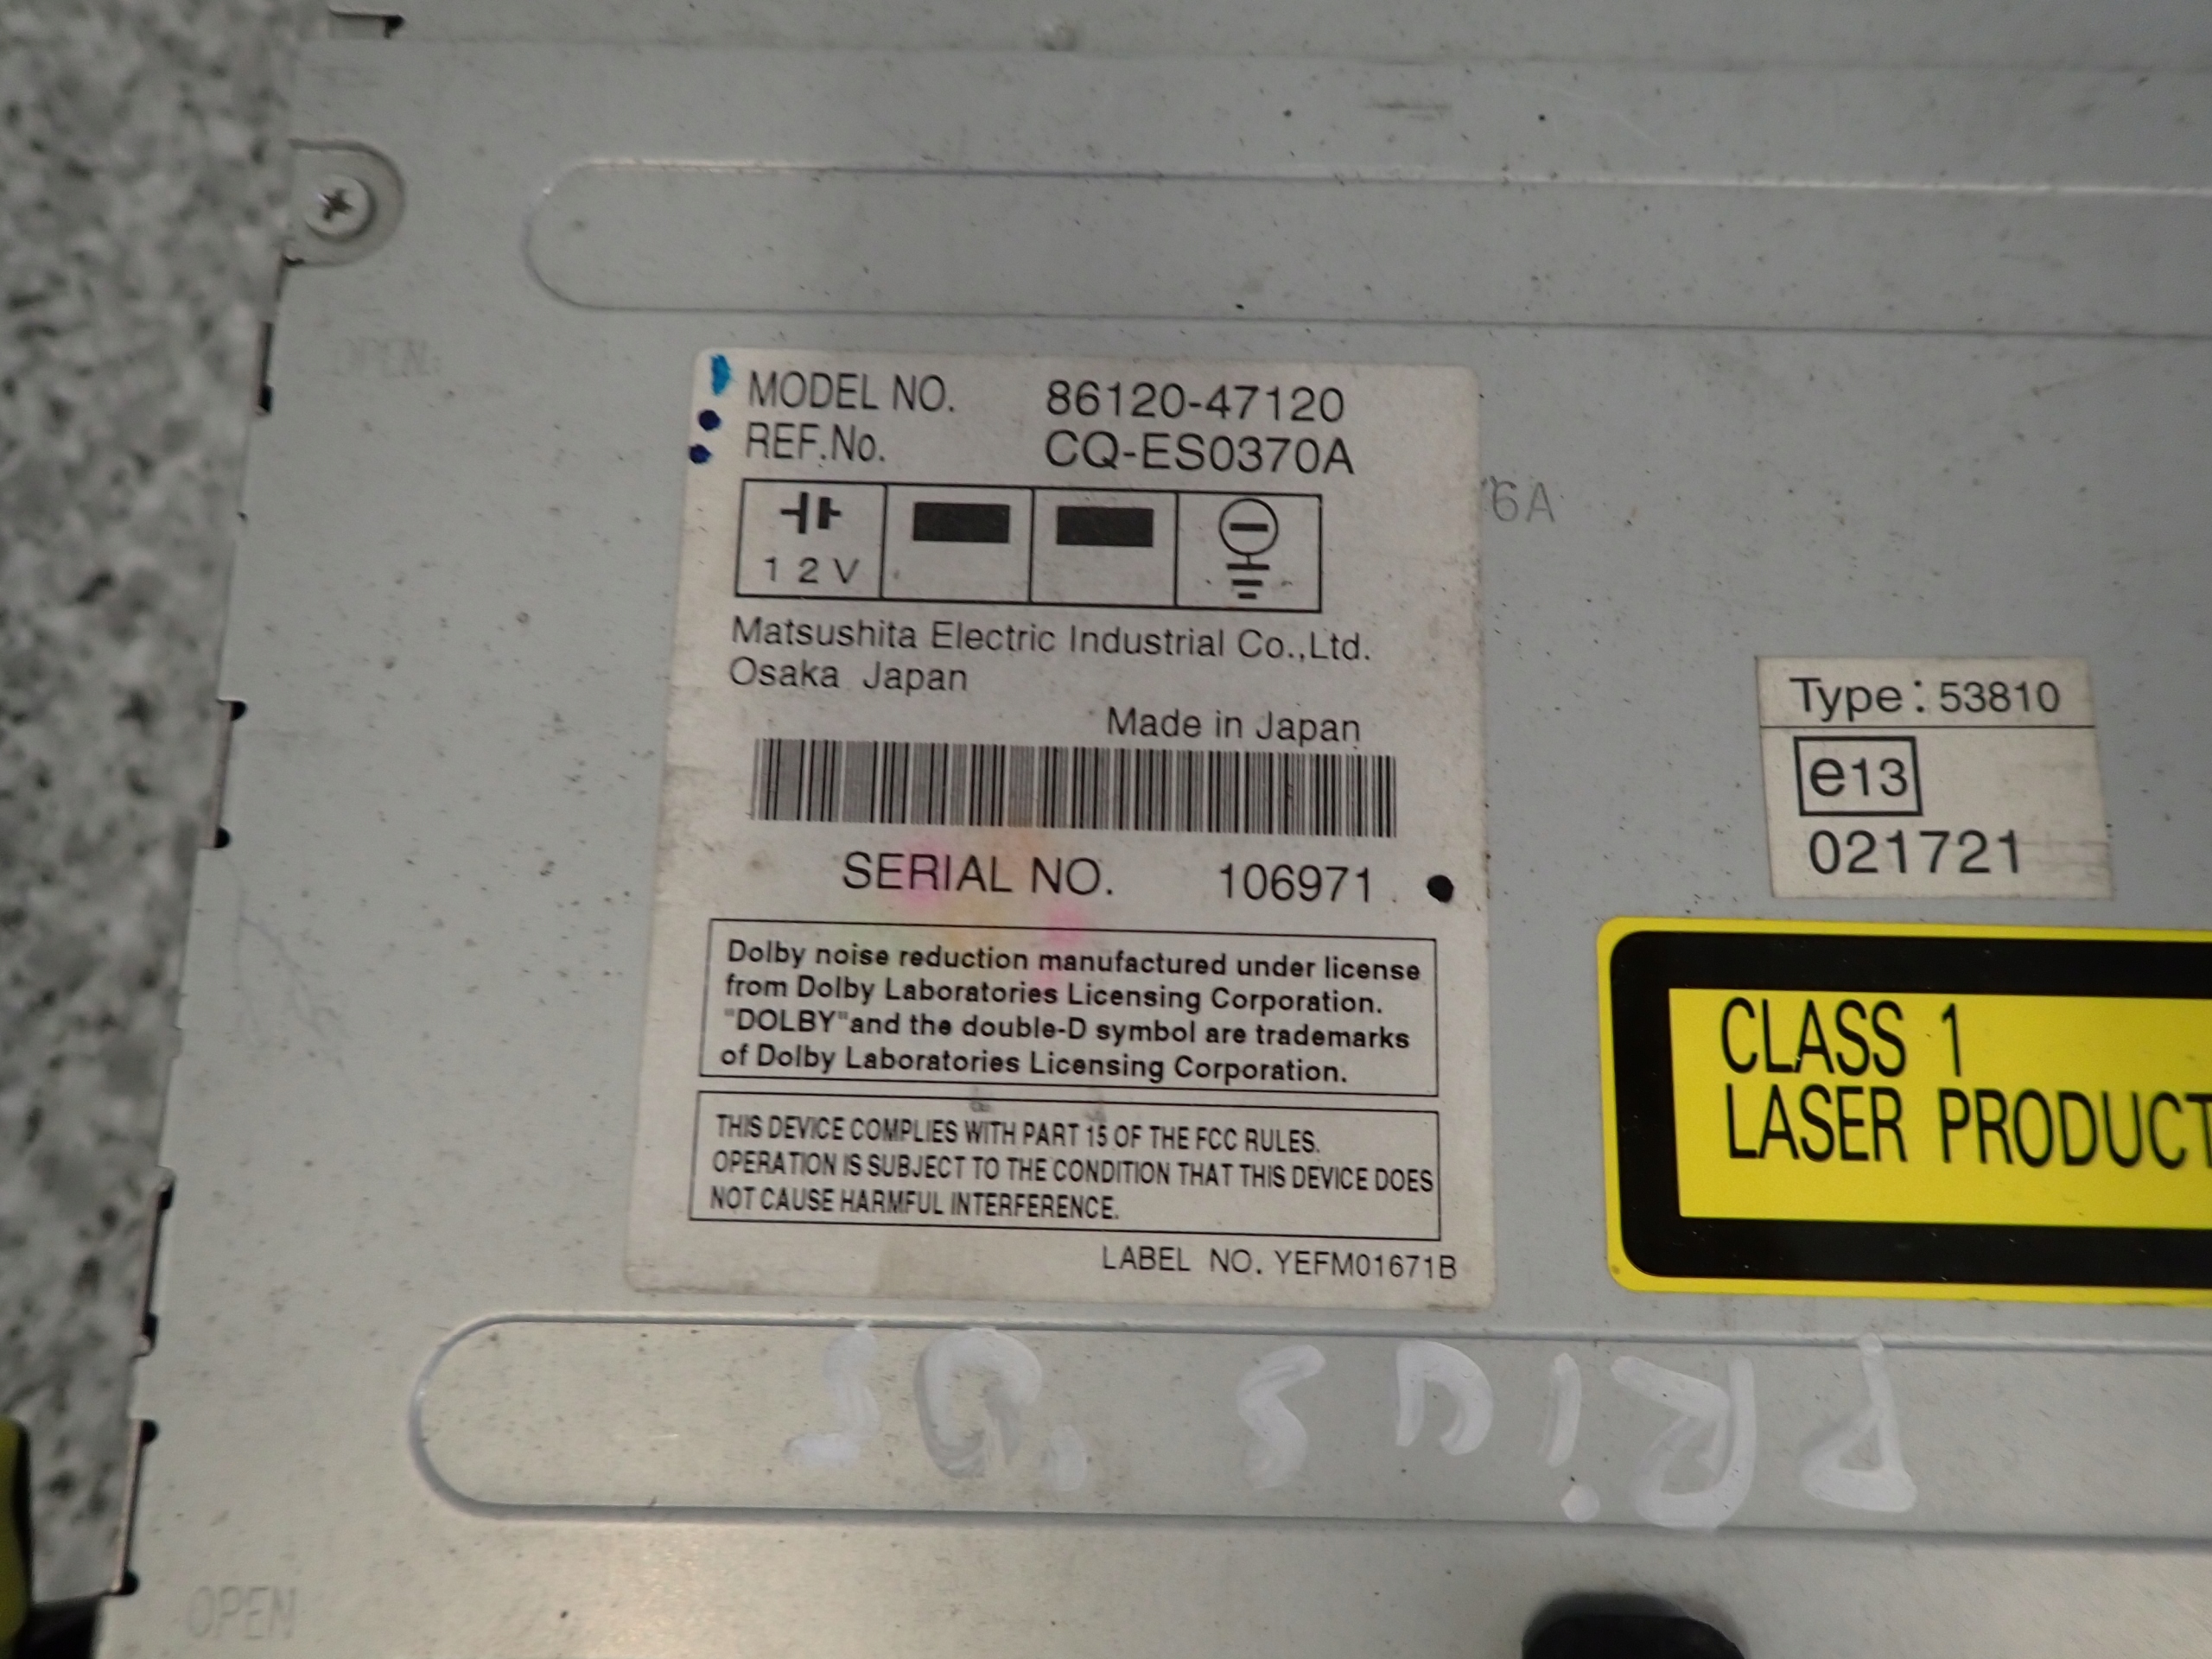 OPEN
MODEL NO. 86120-47120
REF.No. CQ-ES0370A
12V
6A
Matsushita Electric Industrial Co.,Ltd.
Osaka Japan
Made in Japan
SERIAL NO. 106971
Dolby noise reduction manufactured under license
from Dolby Laboratories Licensing Corporation.
"DOLBY"and the double-D symbol are trademarks
of Dolby Laboratories Licensing Corporation.
THIS DEVICE COMPLIES WITH PART 15 OF THE FCC RULES.
OPERATION IS SUBJECT TO THE CONDITION THAT THIS DEVICE DOES
NOT CAUSE HARMFUL INTERFERENCE.
LABEL NO. YEFM01671B
Type: 53810
e13
021721
CLASS 1
LASER PRODUCT
PRiUS
OPEN